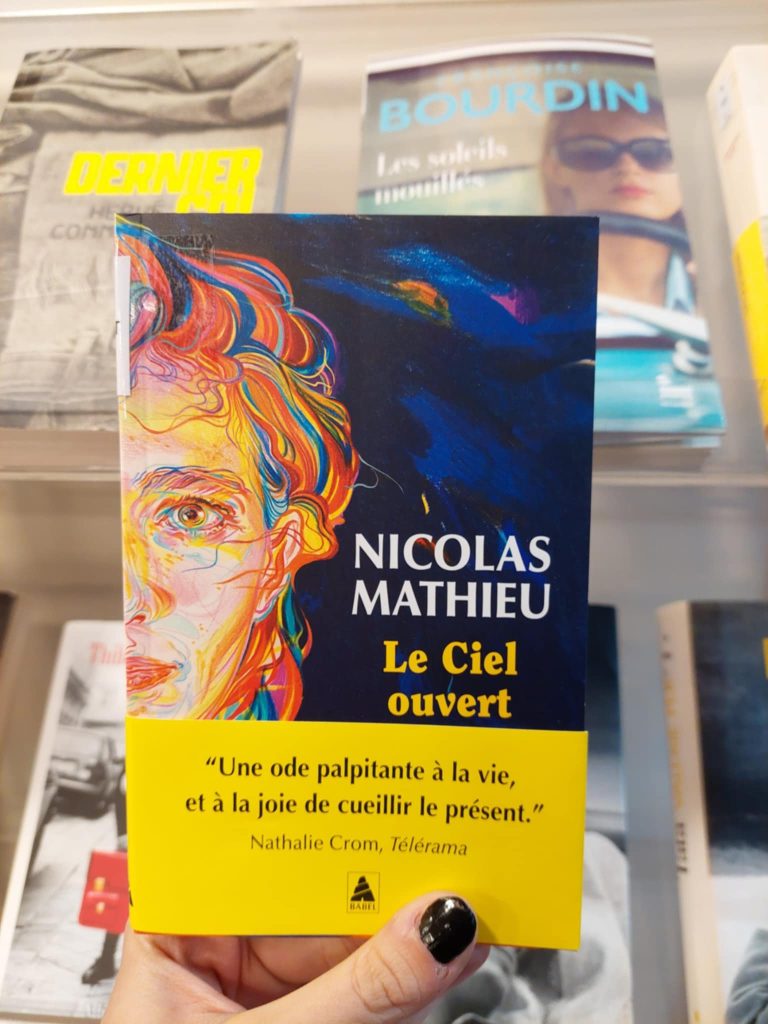 DERNIER
FRANÇOISE
BOURDIN
Les soleils
mouillés
NICOLAS
MATHIEU
Le Ciel
ouvert
“Une ode palpitante à la vie,
et à la joie de cueillir le présent.”
Nathalie Crom, Télérama
BABEL